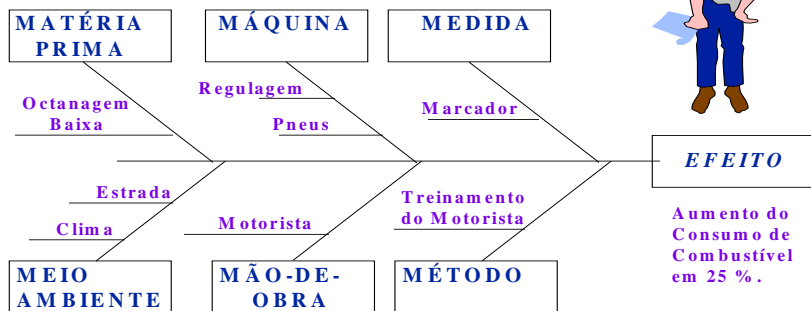 MATÉRIA
PRIMA
MÁQUINA
MEDIDA
Octanagem
Baixa
Regulagem
Pneus
Marcador
EFEITO
Estrada
Clima
Motorista
Treinamento
do Motorista
Aumento do
Consumo de
Combustível
em 25 %.
MEIO
AMBIENTE
MÃO-DE-
OBRA
MÉTODO